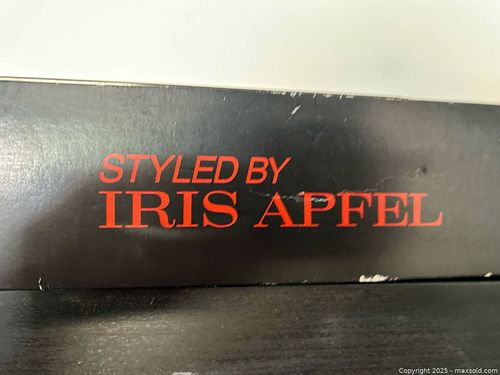 STYLED BY
IRIS APFEL
Copyright 2025 - maxsold.com